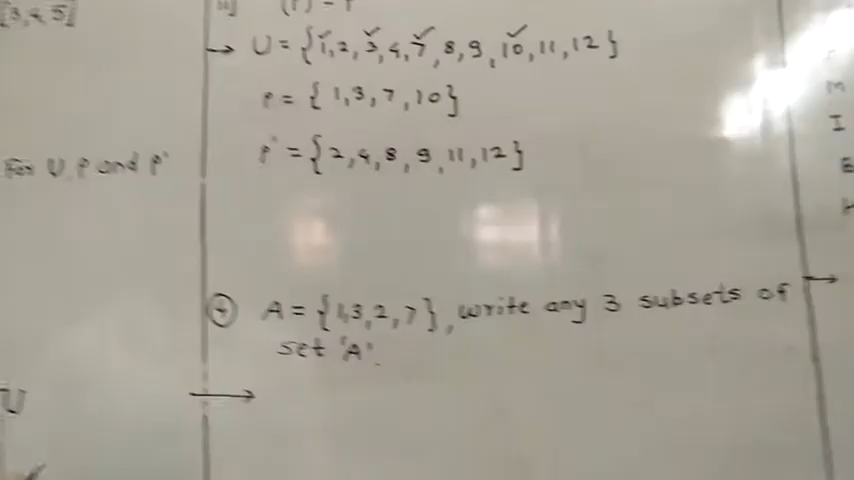 {3,4,5}
→ U = {1,2,3,4,7,8,9,10,11,12}
P = {1,3,7,10}
P' = {2,4,8,9,11,12}
For U, P and P'
A = {1,3,2,7}, write any 3 subsets of
set 'A'.
U
→
M
I
E